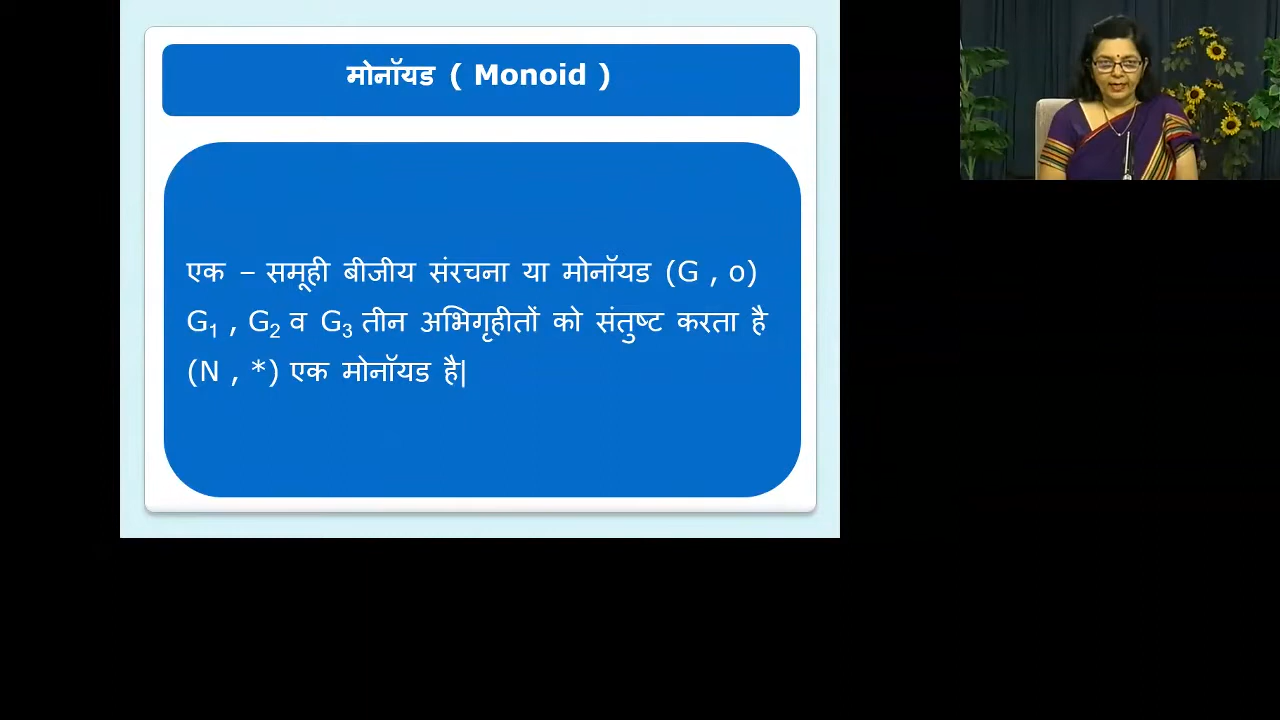 मोनॉयड ( Monoid )
एक – समूही बीजीय संरचना या मोनॉयड (G , o)
G₁ , G₂ व G₃ तीन अभिगृहीतों को संतुष्ट करता है
(N , *) एक मोनॉयड है|